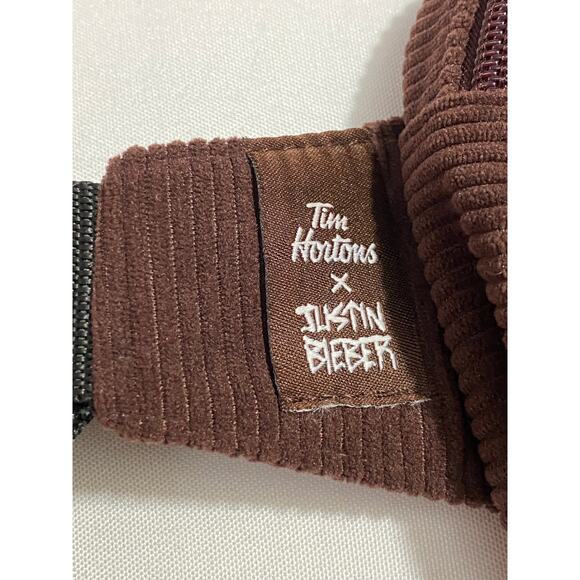 Tim
Hortons
x
JUSTIN
BIEBER